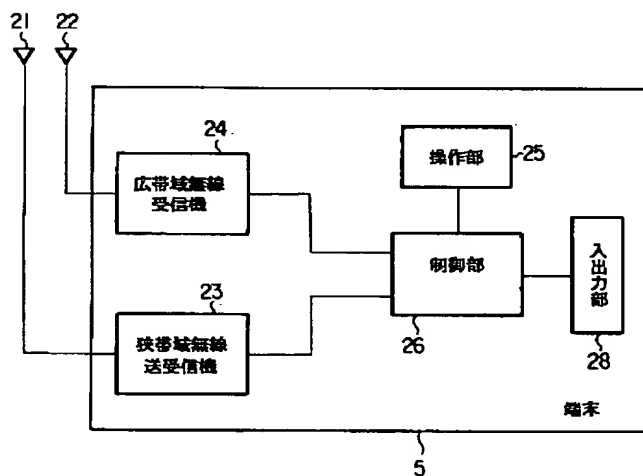 21
22
24
広帯域無線
受信機
操作部
25
制御部
26
入出力部
28
23
狭帯域無線
送受信機
端末
5